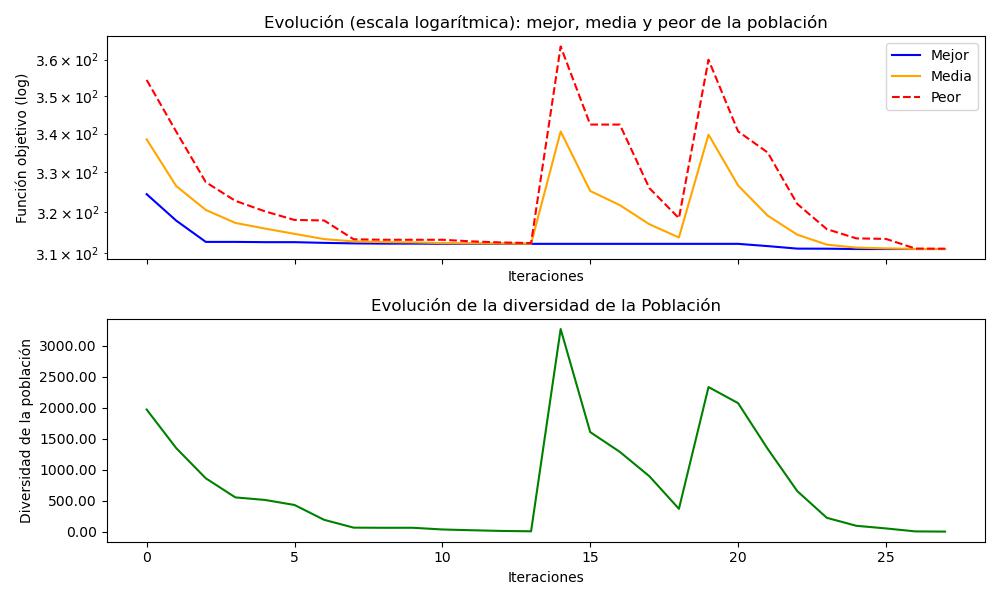 Evolución (escala logarítmica): mejor, media y peor de la población
Función objetivo (log)
3.6 × 10²
3.5 × 10²
3.4 × 10²
3.3 × 10²
3.2 × 10²
3.1 × 10²
Mejor
Media
Peor
Iteraciones
Evolución de la diversidad de la Población
Diversidad de la población
3000.00
2500.00
2000.00
1500.00
1000.00
500.00
0.00
0 5 10 15 20 25
Iteraciones